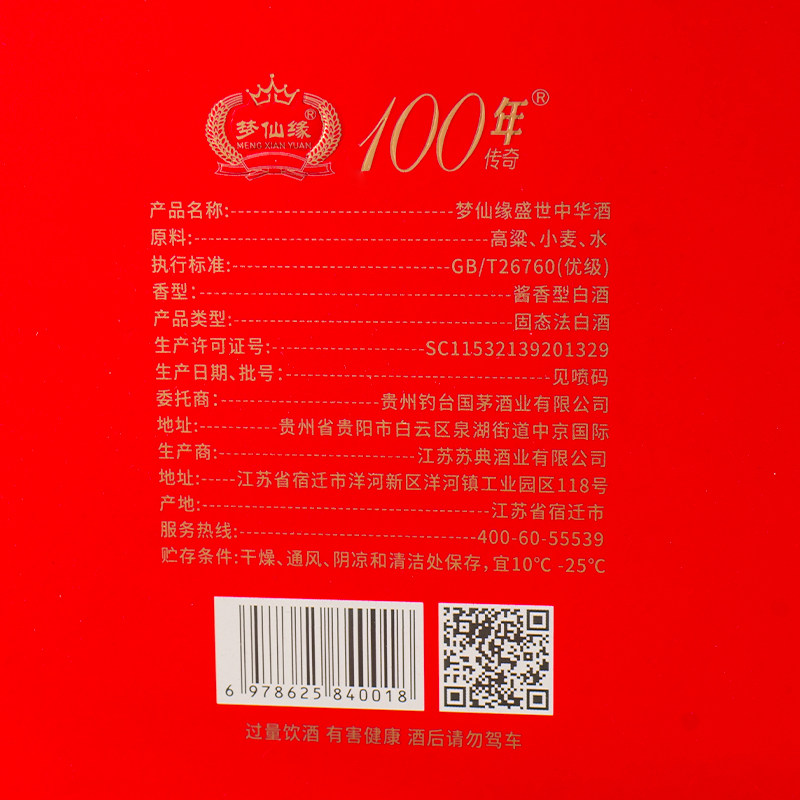 梦仙缘®
MENG XIAN YUAN
100年®
传奇
产品名称:梦仙缘盛世中华酒
原料:高粱、小麦、水
执行标准:GB/T26760(优级)
香型:酱香型白酒
产品类型:固态法白酒
生产许可证号:SC11532139201329
生产日期、批号:见喷码
委托商:贵州钓台国茅酒业有限公司
地址:贵州省贵阳市白云区泉湖街道中京国际
生产商:江苏苏典酒业有限公司
地址:江苏省宿迁市洋河新区洋河镇工业园区118号
产地:江苏省宿迁市
服务热线:400-60-55539
贮存条件:干燥、通风、阴凉和清洁处保存，宜10℃ -25℃
6 978625 840018
过量饮酒 有害健康 酒后请勿驾车